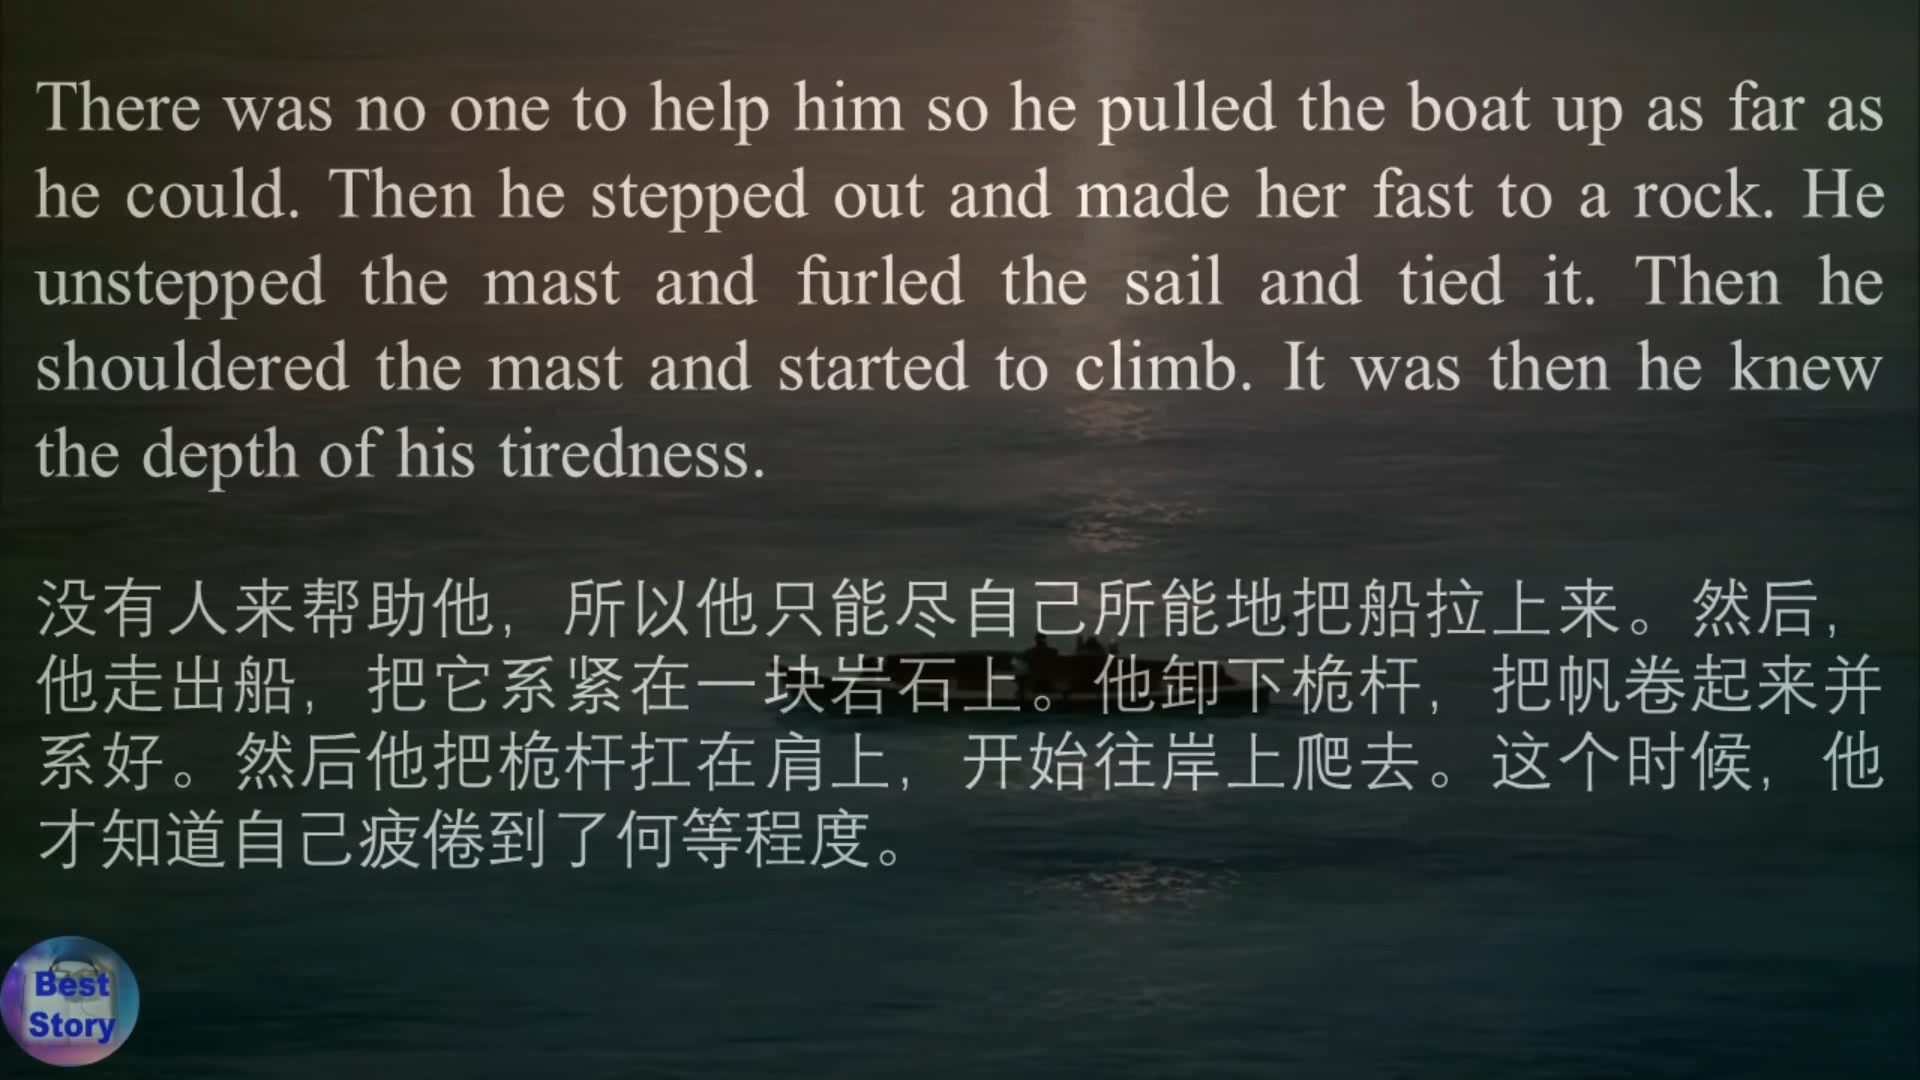 There was no one to help him so he pulled the boat up as far as
he could. Then he stepped out and made her fast to a rock. He
unstepped the mast and furled the sail and tied it. Then he
shouldered the mast and started to climb. It was then he knew
the depth of his tiredness.
没有人来帮助他，所以他只能尽自己所能地把船拉上来。然后，
他走出船，把它系紧在一块岩石上。他卸下桅杆，把帆卷起来并
系好。然后他把桅杆扛在肩上，开始往岸上爬去。这个时候，他
才知道自己疲倦到了何等程度。
Best
Story